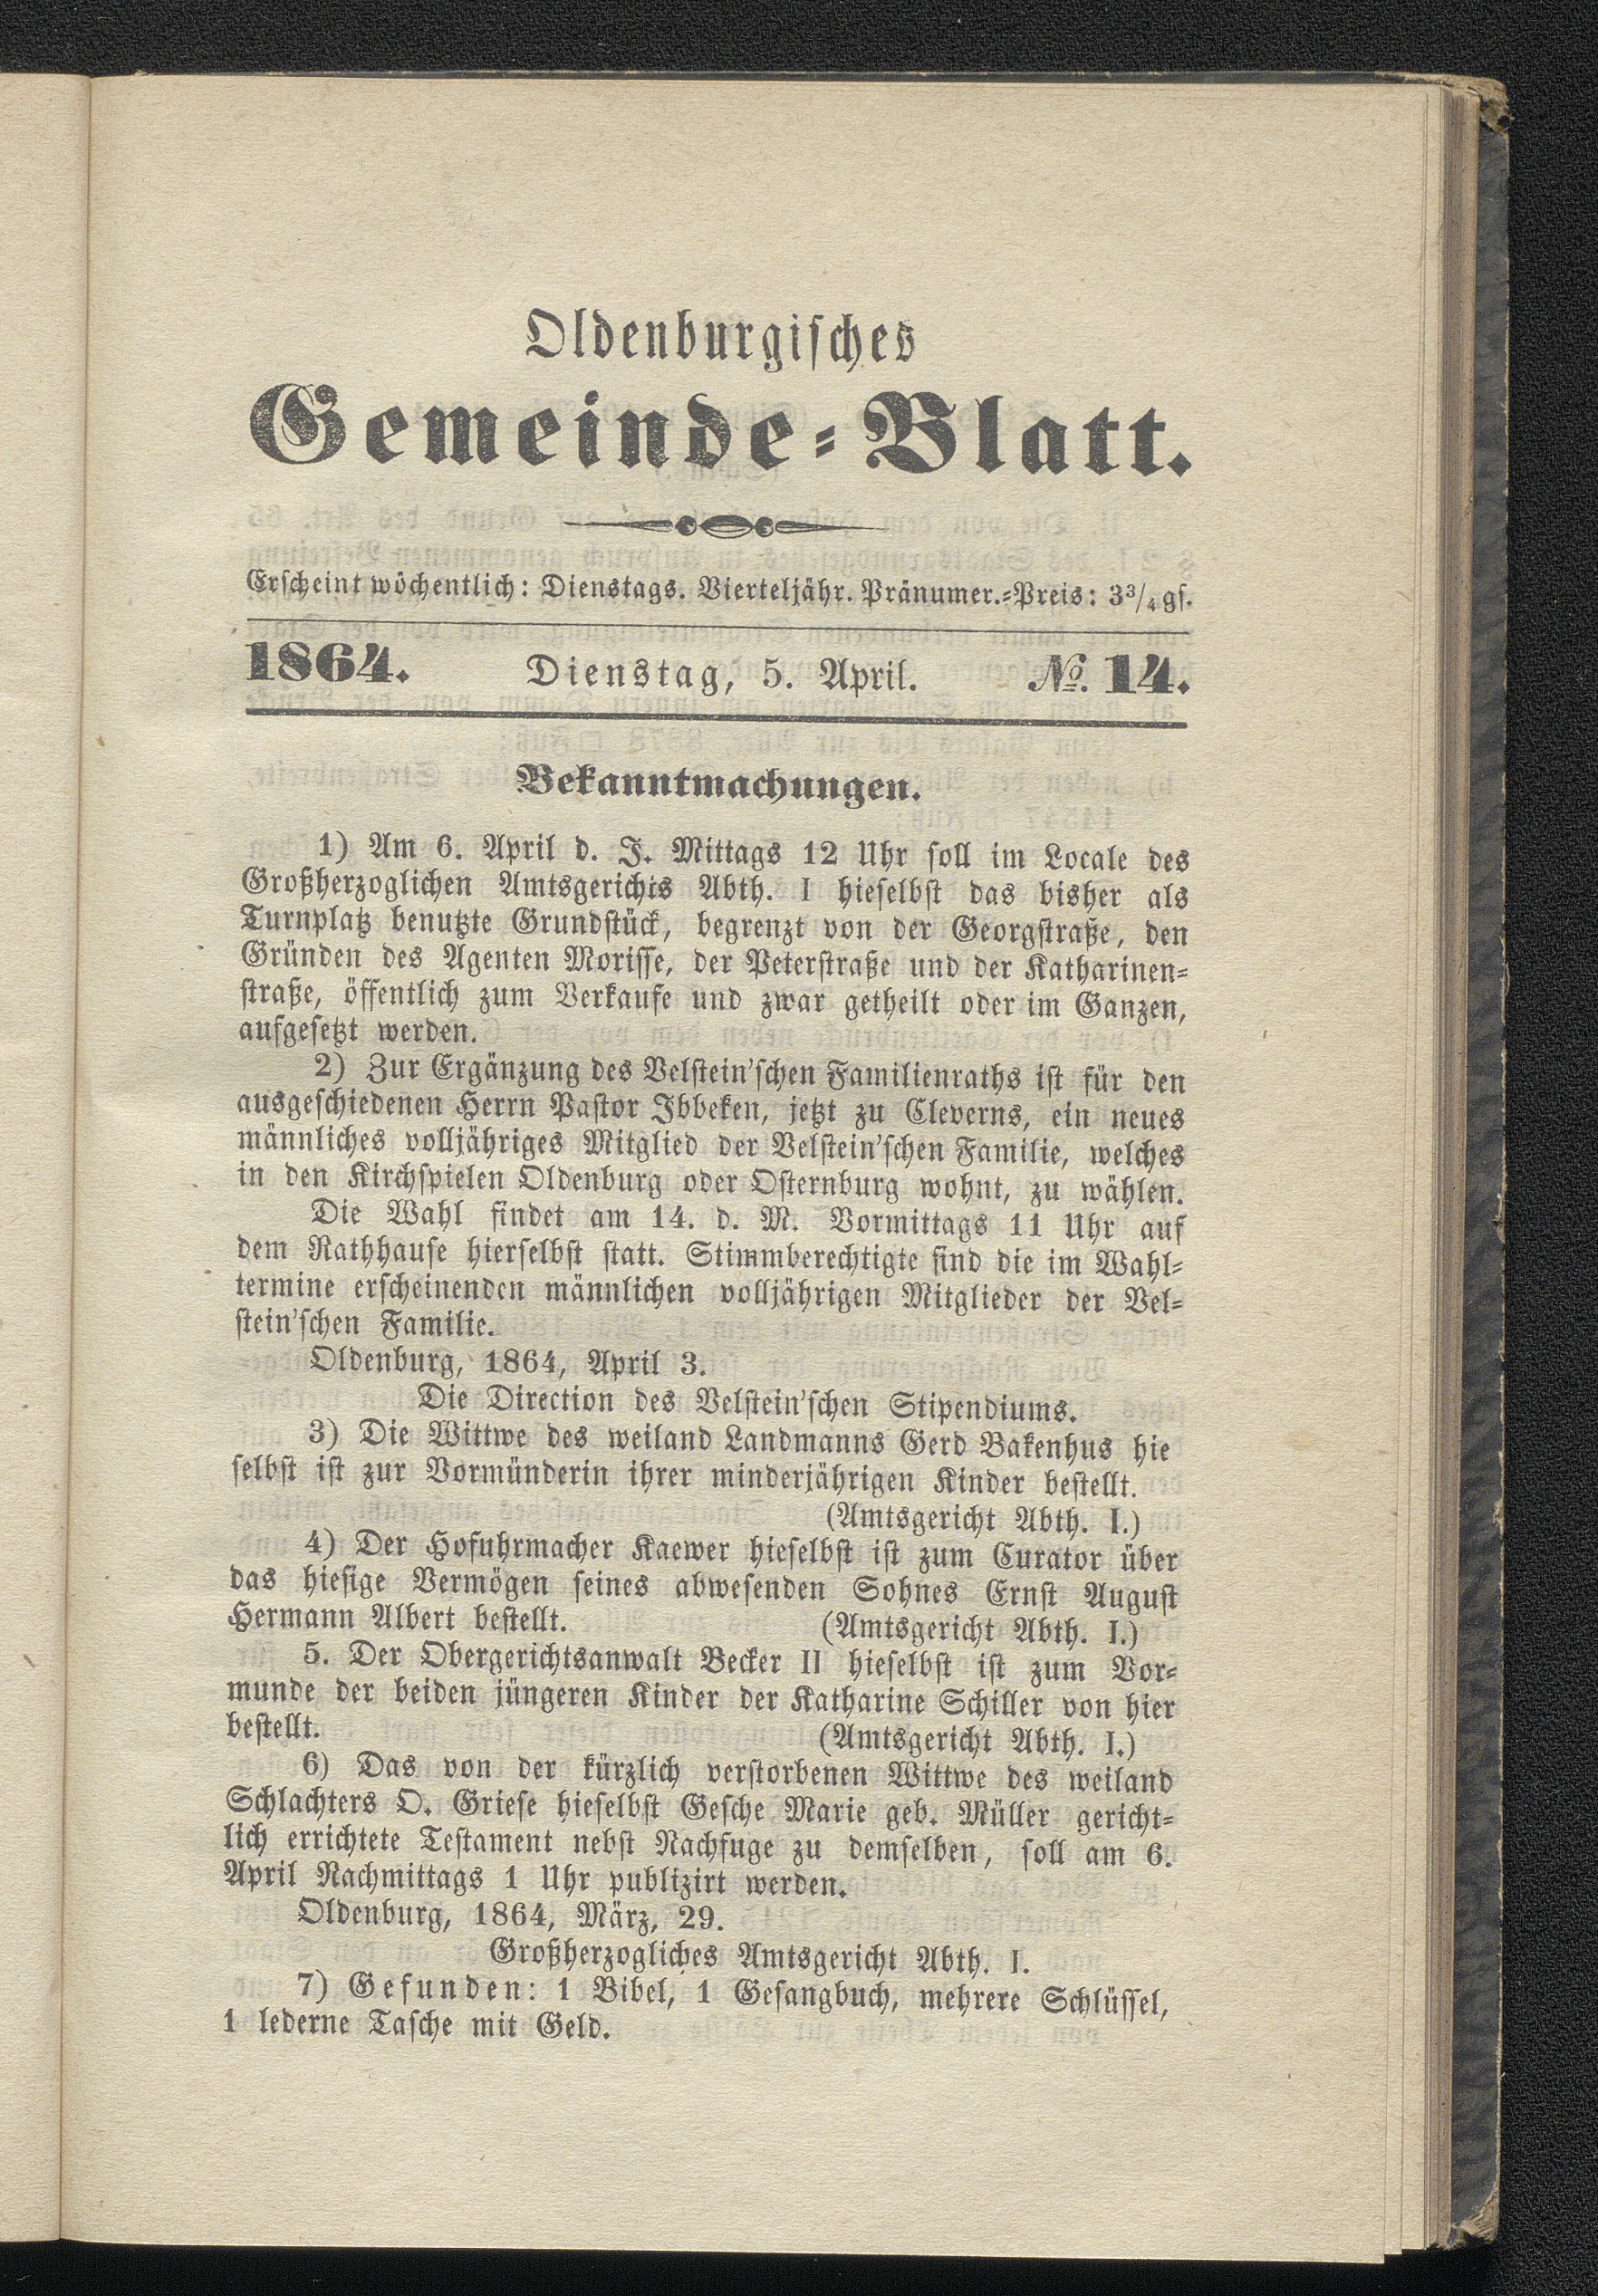 Oldenburgisches
Gemeinde-Blatt.
Erscheint wöchentlich: Dienstags. Vierteljähr. Pränumer.-Preis: 3 3/4 gs.
1864. Dienstag, 5. April. No. 14.
Bekanntmachungen.
1) Am 6. April d. J. Mittags 12 Uhr soll im Locale des
Großherzoglichen Amtsgerichts Abth. I hieselbst das bisher als
Turnplatz benutzte Grundstück, begrenzt von der Georgstraße, den
Gründen des Agenten Morisse, der Peterstraße und der Katharinen-
straße, öffentlich zum Verkaufe und zwar getheilt oder im Ganzen,
aufgesetzt werden.
2) Zur Ergänzung des Velstein'schen Familienraths ist für den
ausgeschiedenen Herrn Pastor Ibbeken, jetzt zu Cleverns, ein neues
männliches volljähriges Mitglied der Velstein'schen Familie, welches
in den Kirchspielen Oldenburg oder Osternburg wohnt, zu wählen.
Die Wahl findet am 14. d. M. Vormittags 11 Uhr auf
dem Rathhause hierselbst statt. Stimmberechtigte sind die im Wahl-
termine erscheinenden männlichen volljährigen Mitglieder der Vel-
stein'schen Familie.
Oldenburg, 1864, April 3.
Die Direction des Velstein'schen Stipendiums.
3) Die Wittwe des weiland Landmanns Gerd Bakenhus hie
selbst ist zur Vormünderin ihrer minderjährigen Kinder bestellt.
(Amtsgericht Abth. I.)
4) Der Hofuhrmacher Kaewer hieselbst ist zum Curator über
das hiesige Vermögen seines abwesenden Sohnes Ernst August
Hermann Albert bestellt. (Amtsgericht Abth. I.)
5. Der Obergerichtsanwalt Becker II hieselbst ist zum Vor-
munde der beiden jüngeren Kinder der Katharine Schiller von hier
bestellt. (Amtsgericht Abth. I.)
6) Das von der kürzlich verstorbenen Wittwe des weiland
Schlachters O. Griese hieselbst Gesche Marie geb. Müller gericht-
lich errichtete Testament nebst Nachfuge zu demselben, soll am 6.
April Nachmittags 1 Uhr publizirt werden.
Oldenburg, 1864, März, 29.
Großherzogliches Amtsgericht Abth. I.
7) Gefunden: 1 Bibel, 1 Gesangbuch, mehrere Schlüssel,
1 lederne Tasche mit Geld.